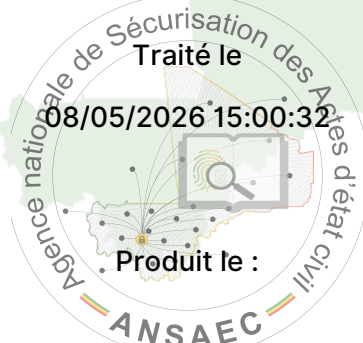 Agence nationale de Sécurisation des Actes d'état civil
Traité le
08/05/2026 15:00:32
Produit le :
ANSAEC